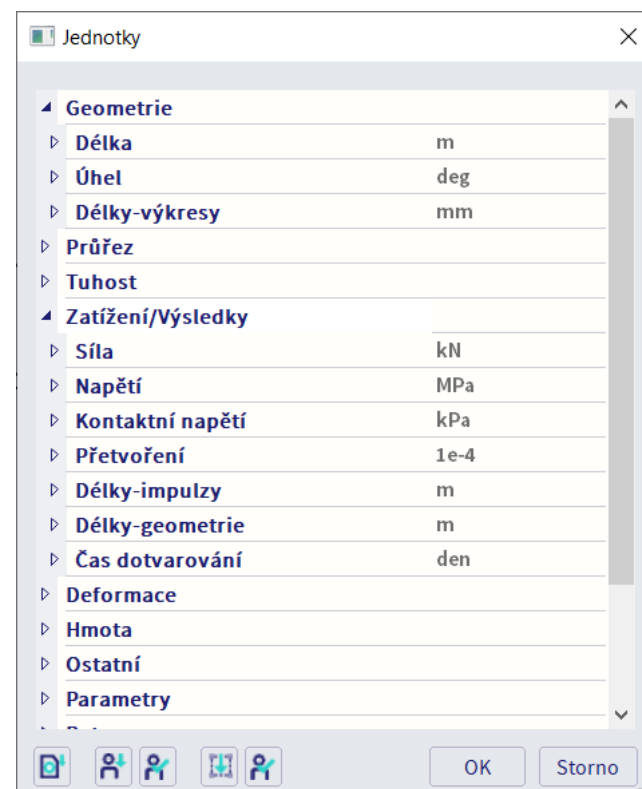 Jednotky
Geometrie
Délka m
Úhel deg
Délky-výkresy mm
Průřez
Tuhost
Zatížení/Výsledky
Síla kN
Napětí MPa
Kontaktní napětí kPa
Přetvoření 1e-4
Délky-impulzy m
Délky-geometrie m
Čas dotvarování den
Deformace
Hmota
Ostatní
Parametry
OK Storno